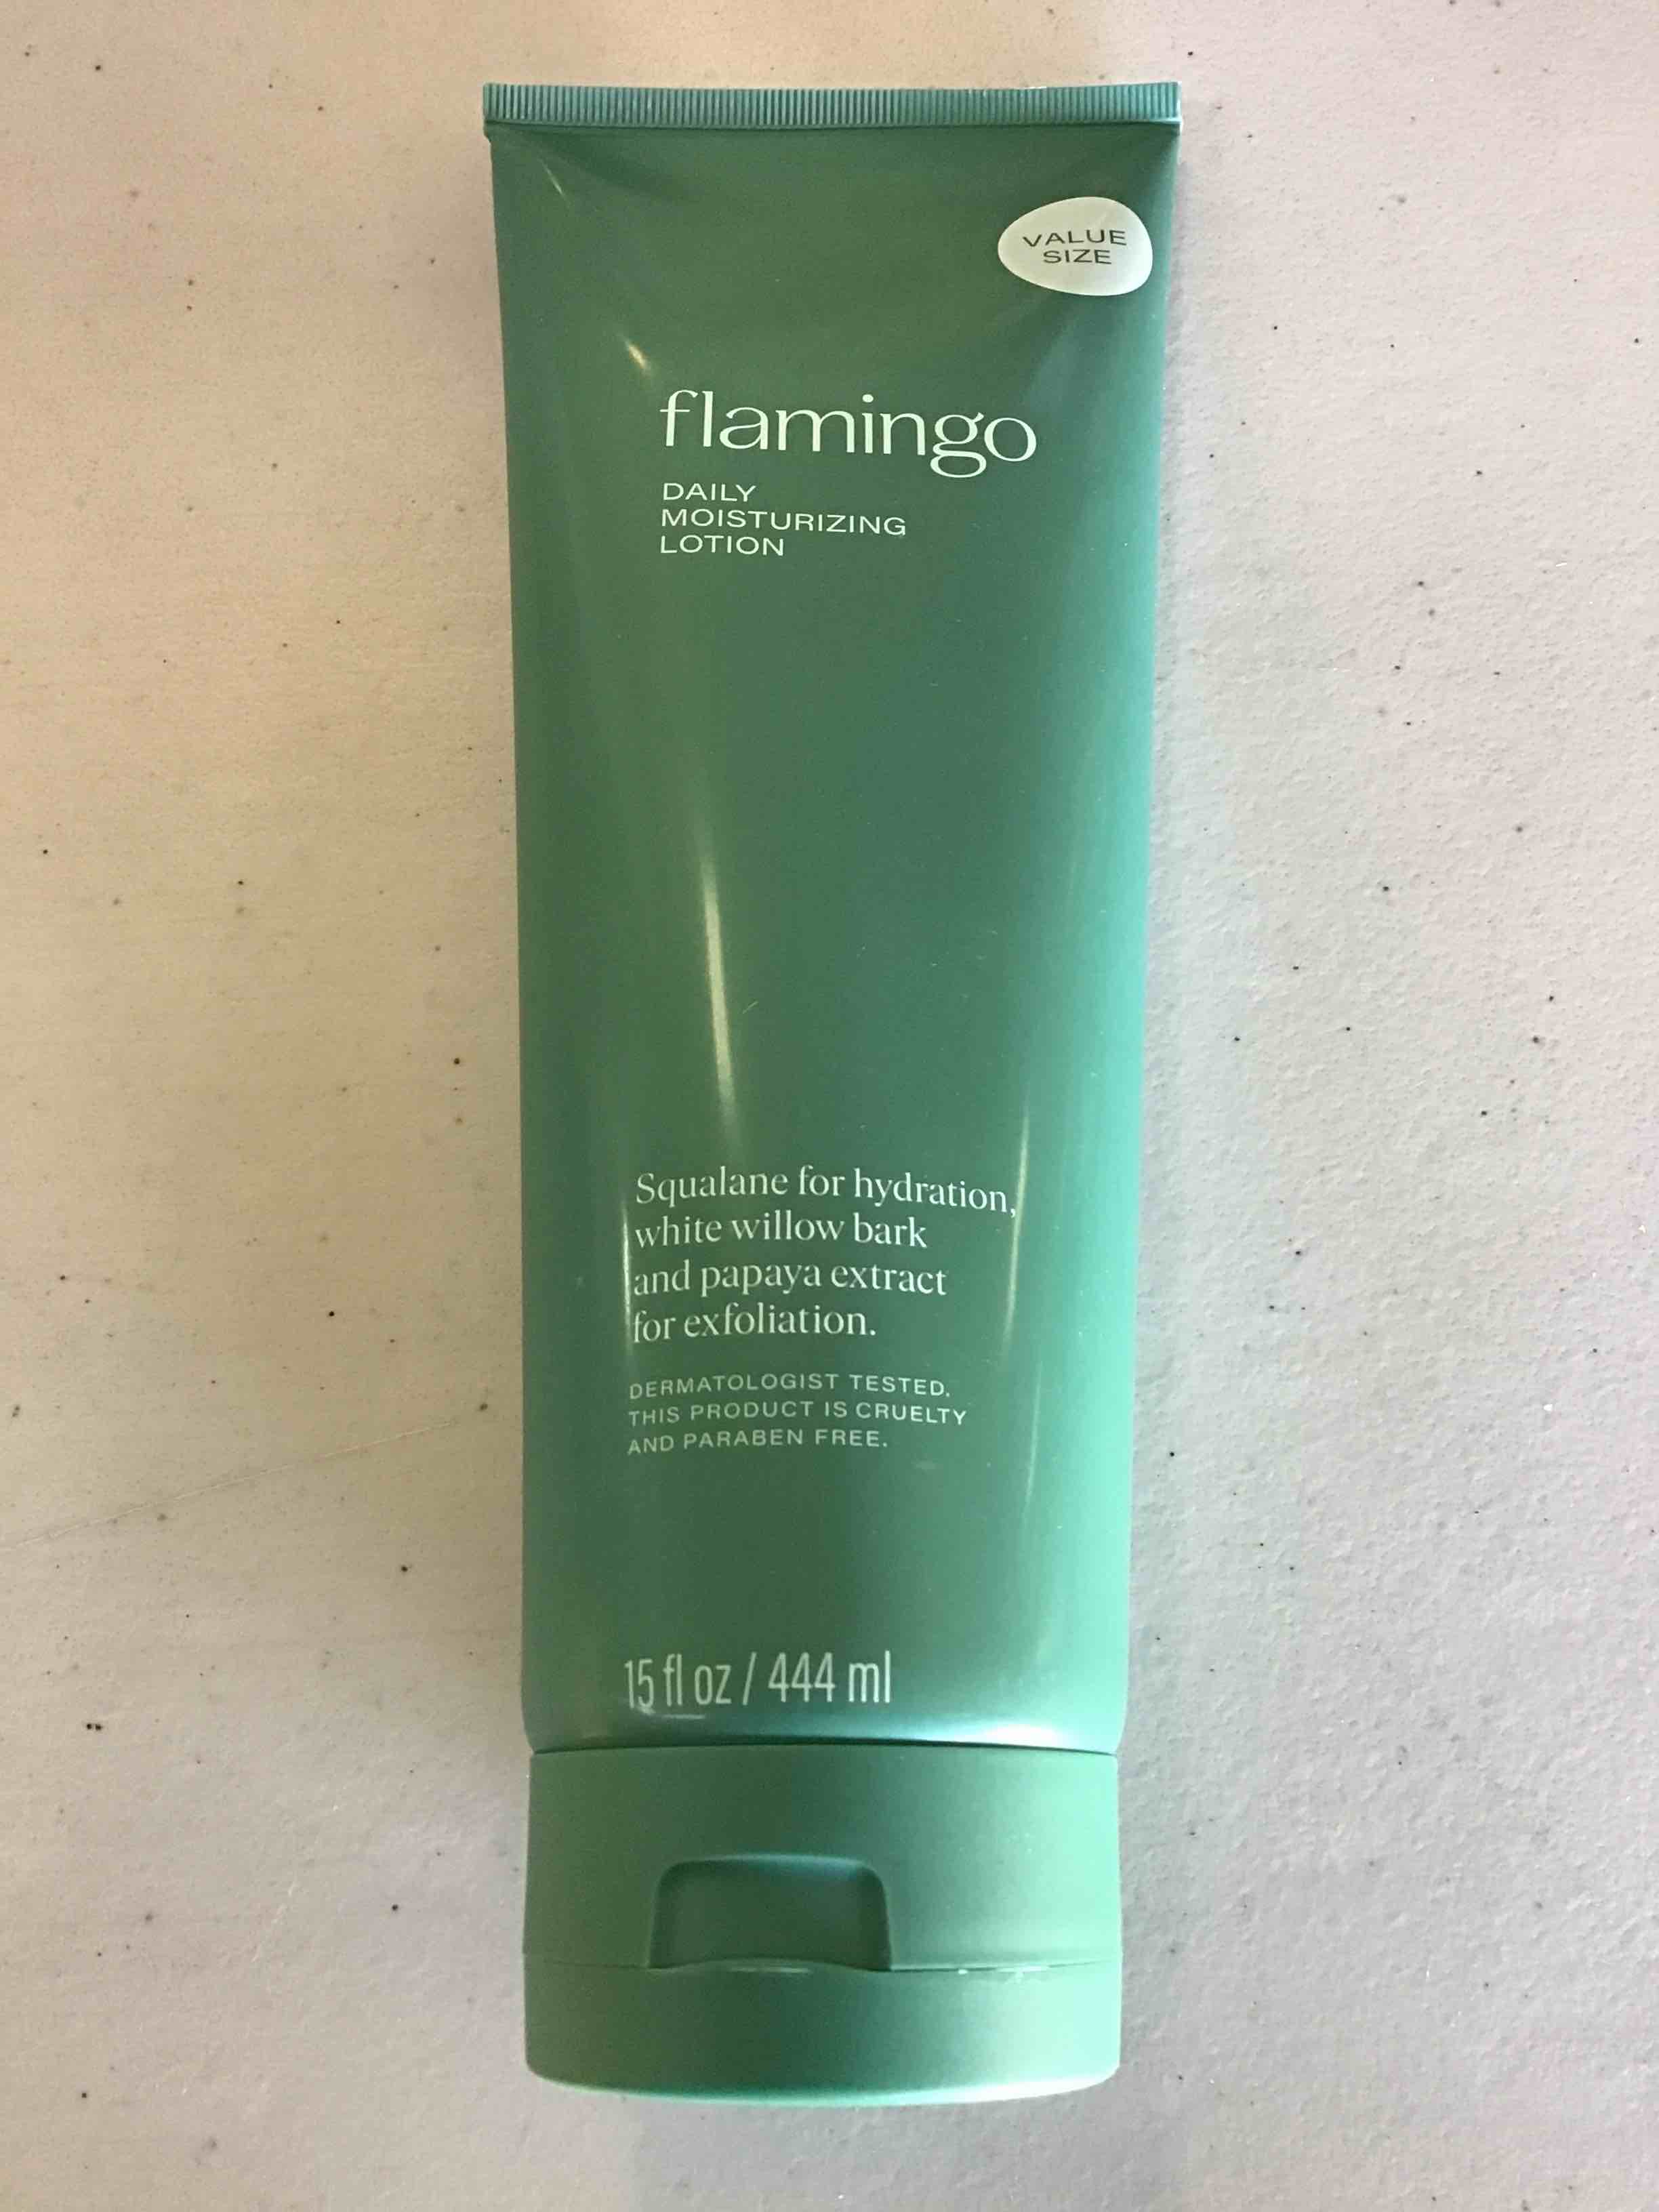 VALUE
SIZE
flamingo
DAILY
MOISTURIZING
LOTION
Squalane for hydration,
white willow bark
and papaya extract
for exfoliation.
DERMATOLOGIST TESTED.
THIS PRODUCT IS CRUELTY
AND PARABEN FREE.
15 fl oz / 444 ml